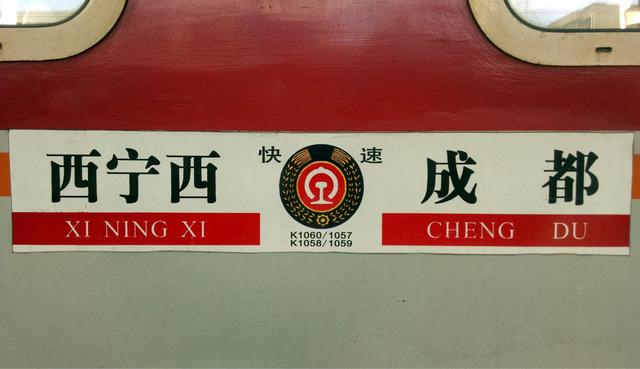 西宁西
XI NING XI
快 速
K1060/1057
K1058/1059
成 都
CHENG DU